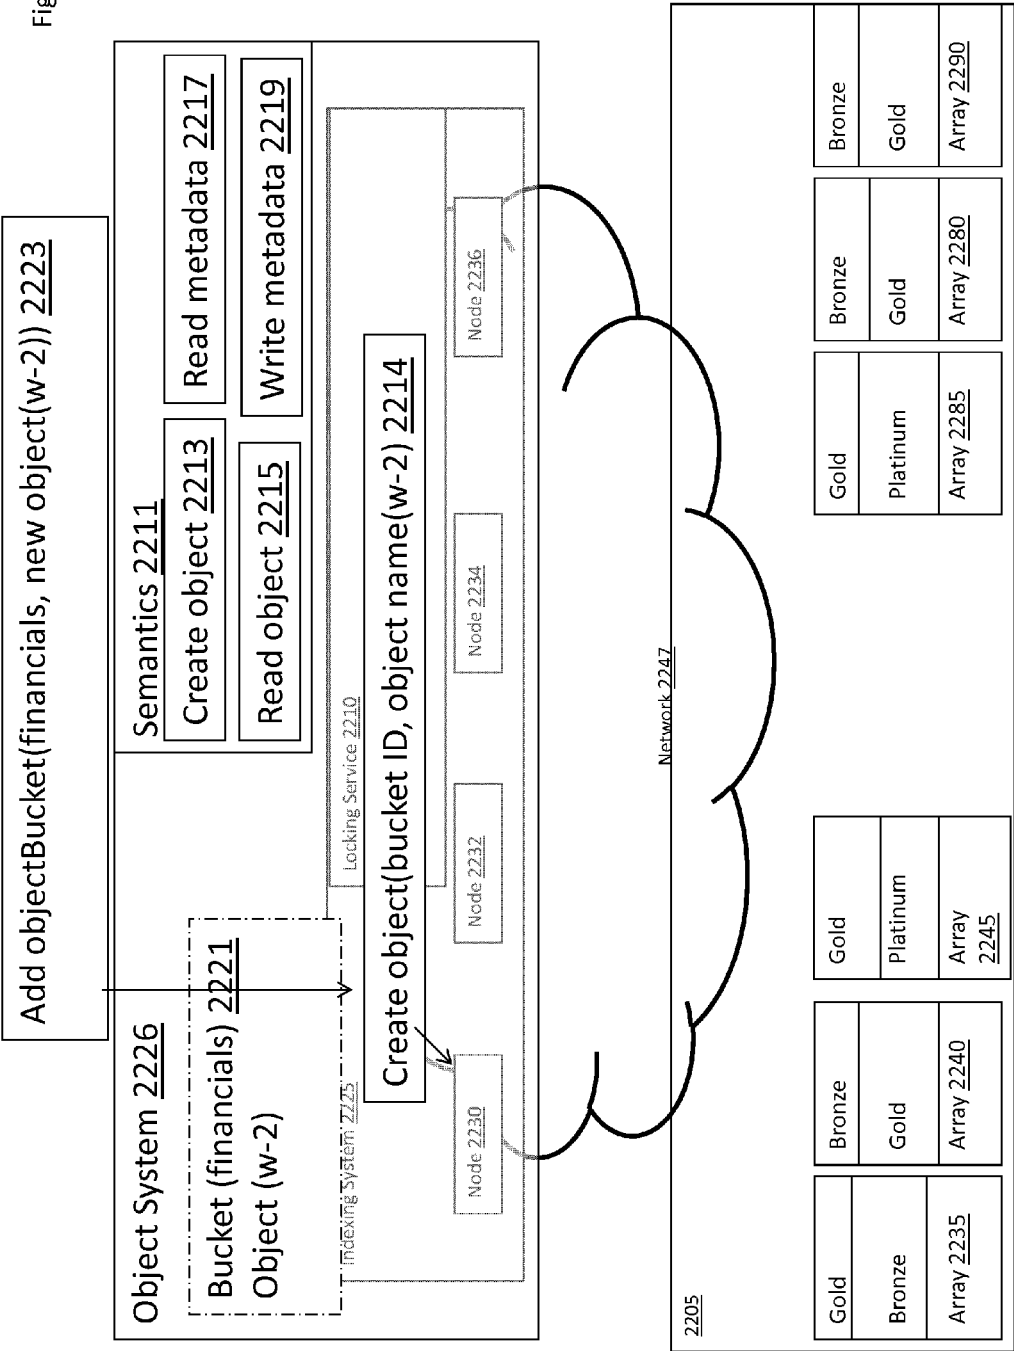 Fig
Add objectBucket(financials, new object(w-2)) 2223
Object System 2226
Semantics 2211
Create object 2213
Read metadata 2217
Read object 2215
Write metadata 2219
Bucket (financials) 2221
Object (w-2)
Indexing System 2225
Locking Service 2210
Create object(bucket ID, object name(w-2) 2214
Node 2230
Node 2232
Node 2234
Node 2236
Network 2247
2205
Gold
Bronze
Array 2235
Bronze
Gold
Array 2240
Gold
Platinum
Array
2245
Gold
Platinum
Array 2285
Bronze
Gold
Array 2280
Bronze
Gold
Array 2290